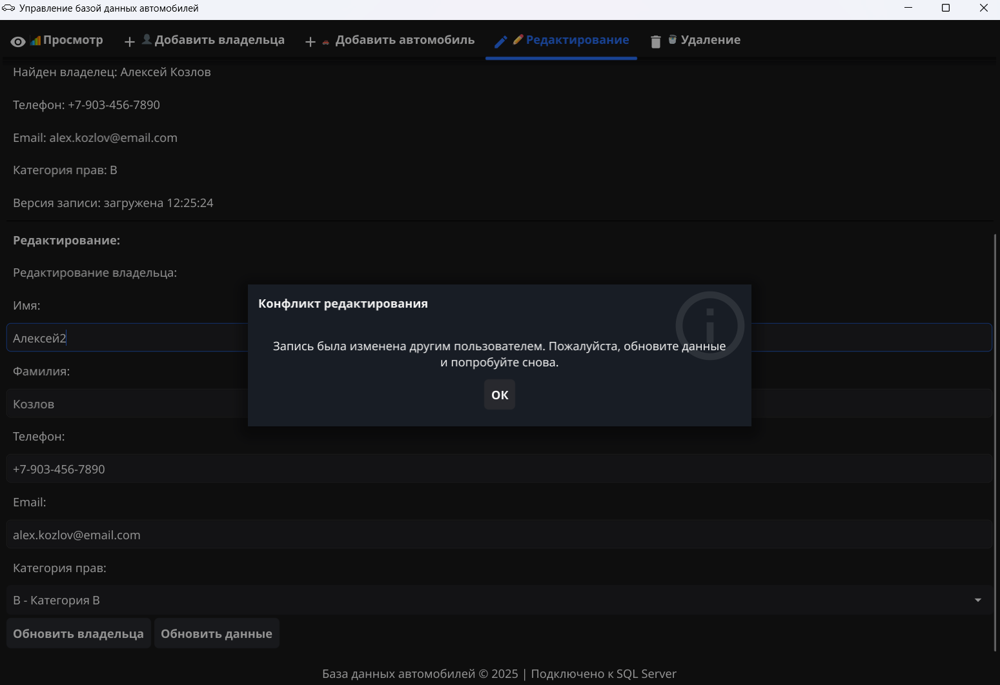 Управление базой данных автомобилей
Просмотр Добавить владельца Добавить автомобиль Редактирование Удаление
Найден владелец: Алексей Козлов
Телефон: +7-903-456-7890
Email: alex.kozlov@email.com
Категория прав: B
Версия записи: загружена 12:25:24
Редактирование:
Редактирование владельца:
Имя:
Алексей2
Фамилия:
Козлов
Телефон:
+7-903-456-7890
Email:
alex.kozlov@email.com
Категория прав:
B - Категория B
Обновить владельца Обновить данные
Конфликт редактирования
Запись была изменена другим пользователем. Пожалуйста, обновите данные
и попробуйте снова.
ОК
База данных автомобилей © 2025 | Подключено к SQL Server